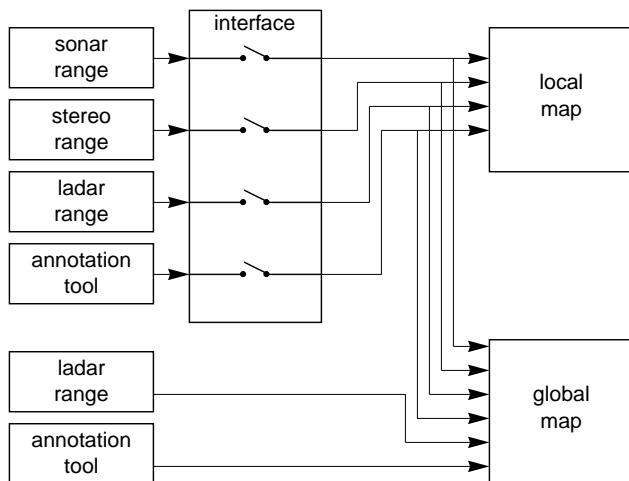 interface
sonar
range
stereo
range
ladar
range
annotation
tool
local
map
ladar
range
annotation
tool
global
map